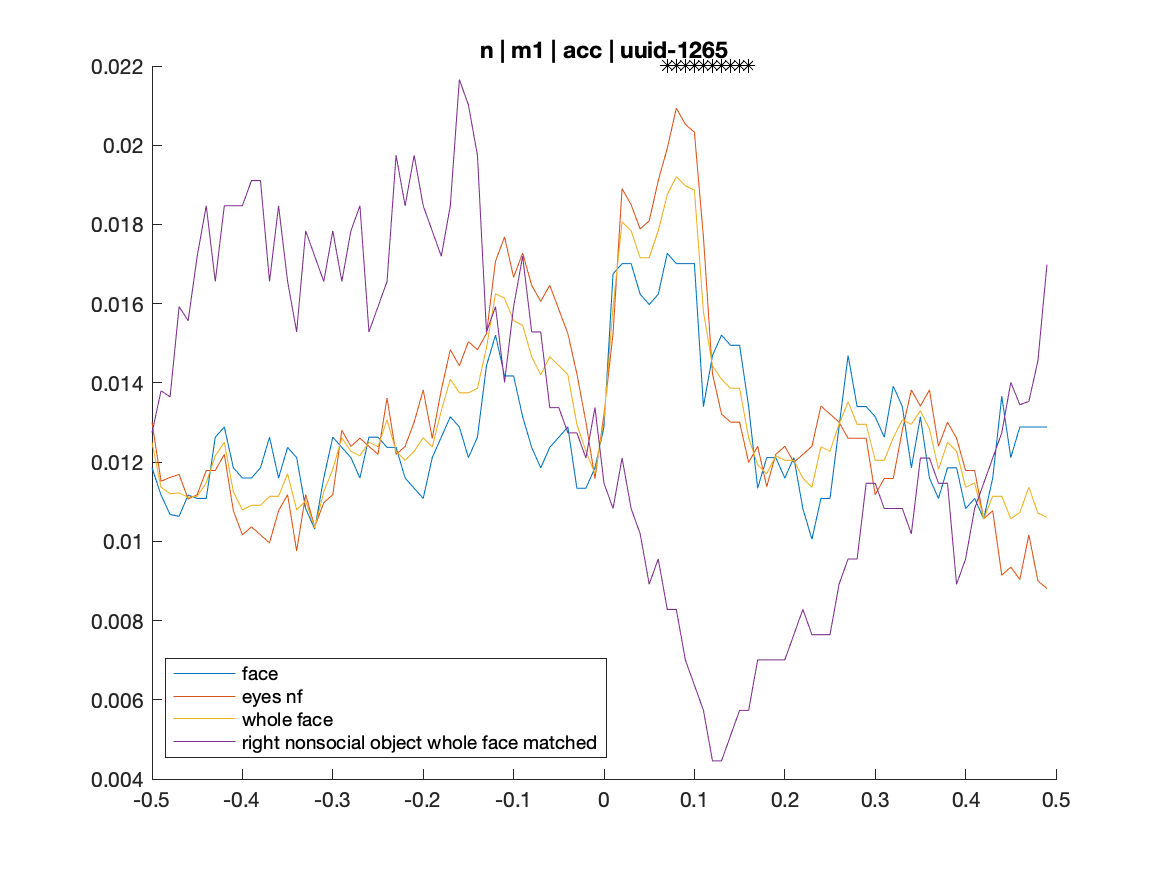 n | m1 | acc | uuid-1265
***********
0.022
0.02
0.018
0.016
0.014
0.012
0.01
0.008
0.006
0.004
face
eyes nf
whole face
right nonsocial object whole face matched
-0.5 -0.4 -0.3 -0.2 -0.1 0 0.1 0.2 0.3 0.4 0.5